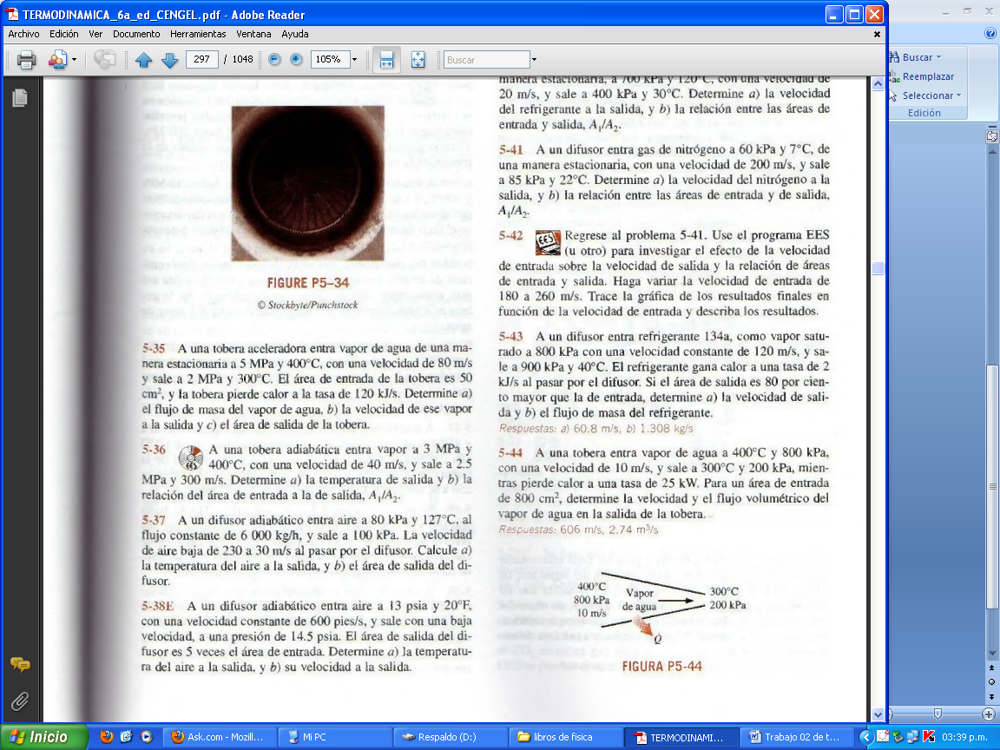 TERMODINAMICA_6a_ed_CENGEL.pdf - Adobe Reader
Archivo Edición Ver Documento Herramientas Ventana Ayuda
297 / 1048 105% Buscar
Buscar
Reemplazar
Seleccionar
Edición
FIGURE P5–34
© Stockbyte/Punchstock
5-35 A una tobera aceleradora entra vapor de agua de una ma-
nera estacionaria a 5 MPa y 400°C, con una velocidad de 80 m/s
y sale a 2 MPa y 300°C. El área de entrada de la tobera es 50
cm², y la tobera pierde calor a la tasa de 120 kJ/s. Determine a)
el flujo de masa del vapor de agua, b) la velocidad de ese vapor
a la salida y c) el área de salida de la tobera.
5-36 A una tobera adiabática entra vapor a 3 MPa y
400°C, con una velocidad de 40 m/s, y sale a 2.5
MPa y 300 m/s. Determine a) la temperatura de salida y b) la
relación del área de entrada a la de salida, A₁/A₂.
5-37 A un difusor adiabático entra aire a 80 kPa y 127°C, al
flujo constante de 6 000 kg/h, y sale a 100 kPa. La velocidad
de aire baja de 230 a 30 m/s al pasar por el difusor. Calcule a)
la temperatura del aire a la salida, y b) el área de salida del di-
fusor.
5-38E A un difusor adiabático entra aire a 13 psia y 20°F,
con una velocidad constante de 600 pies/s, y sale con una baja
velocidad, a una presión de 14.5 psia. El área de salida del di-
fusor es 5 veces el área de entrada. Determine a) la temperatu-
ra del aire a la salida, y b) su velocidad a la salida.
manera estacionaria, a 700 kPa y 120°C, con una velocidad de
20 m/s, y sale a 400 kPa y 30°C. Determine a) la velocidad
del refrigerante a la salida, y b) la relación entre las áreas de
entrada y salida, A₁/A₂.
5-41 A un difusor entra gas de nitrógeno a 60 kPa y 7°C, de
una manera estacionaria, con una velocidad de 200 m/s, y sale
a 85 kPa y 22°C. Determine a) la velocidad del nitrógeno a la
salida, y b) la relación entre las áreas de entrada y de salida,
A₁/A₂.
5-42 EES Regrese al problema 5-41. Use el programa EES
(u otro) para investigar el efecto de la velocidad
de entrada sobre la velocidad de salida y la relación de áreas
de entrada y salida. Haga variar la velocidad de entrada de
180 a 260 m/s. Trace la gráfica de los resultados finales en
función de la velocidad de entrada y describa los resultados.
5-43 A un difusor entra refrigerante 134a, como vapor satu-
rado a 800 kPa con una velocidad constante de 120 m/s, y sa-
le a 900 kPa y 40°C. El refrigerante gana calor a una tasa de 2
kJ/s al pasar por el difusor. Si el área de salida es 80 por cien-
to mayor que la de entrada, determine a) la velocidad de sali-
da y b) el flujo de masa del refrigerante.
Respuestas: a) 60.8 m/s, b) 1.308 kg/s
5-44 A una tobera entra vapor de agua a 400°C y 800 kPa,
con una velocidad de 10 m/s, y sale a 300°C y 200 kPa, mien-
tras pierde calor a una tasa de 25 kW. Para un área de entrada
de 800 cm², determine la velocidad y el flujo volumétrico del
vapor de agua en la salida de la tobera.
Respuestas: 606 m/s, 2.74 m³/s
400°C
800 kPa
10 m/s
Vapor
de agua
300°C
200 kPa
Q̇
FIGURA P5-44
Inicio Ask.com - Mozill... Mi PC Respaldo (D:) libros de fisica TERMODINAMI... Trabajo 02 de t... 03:39 p.m.